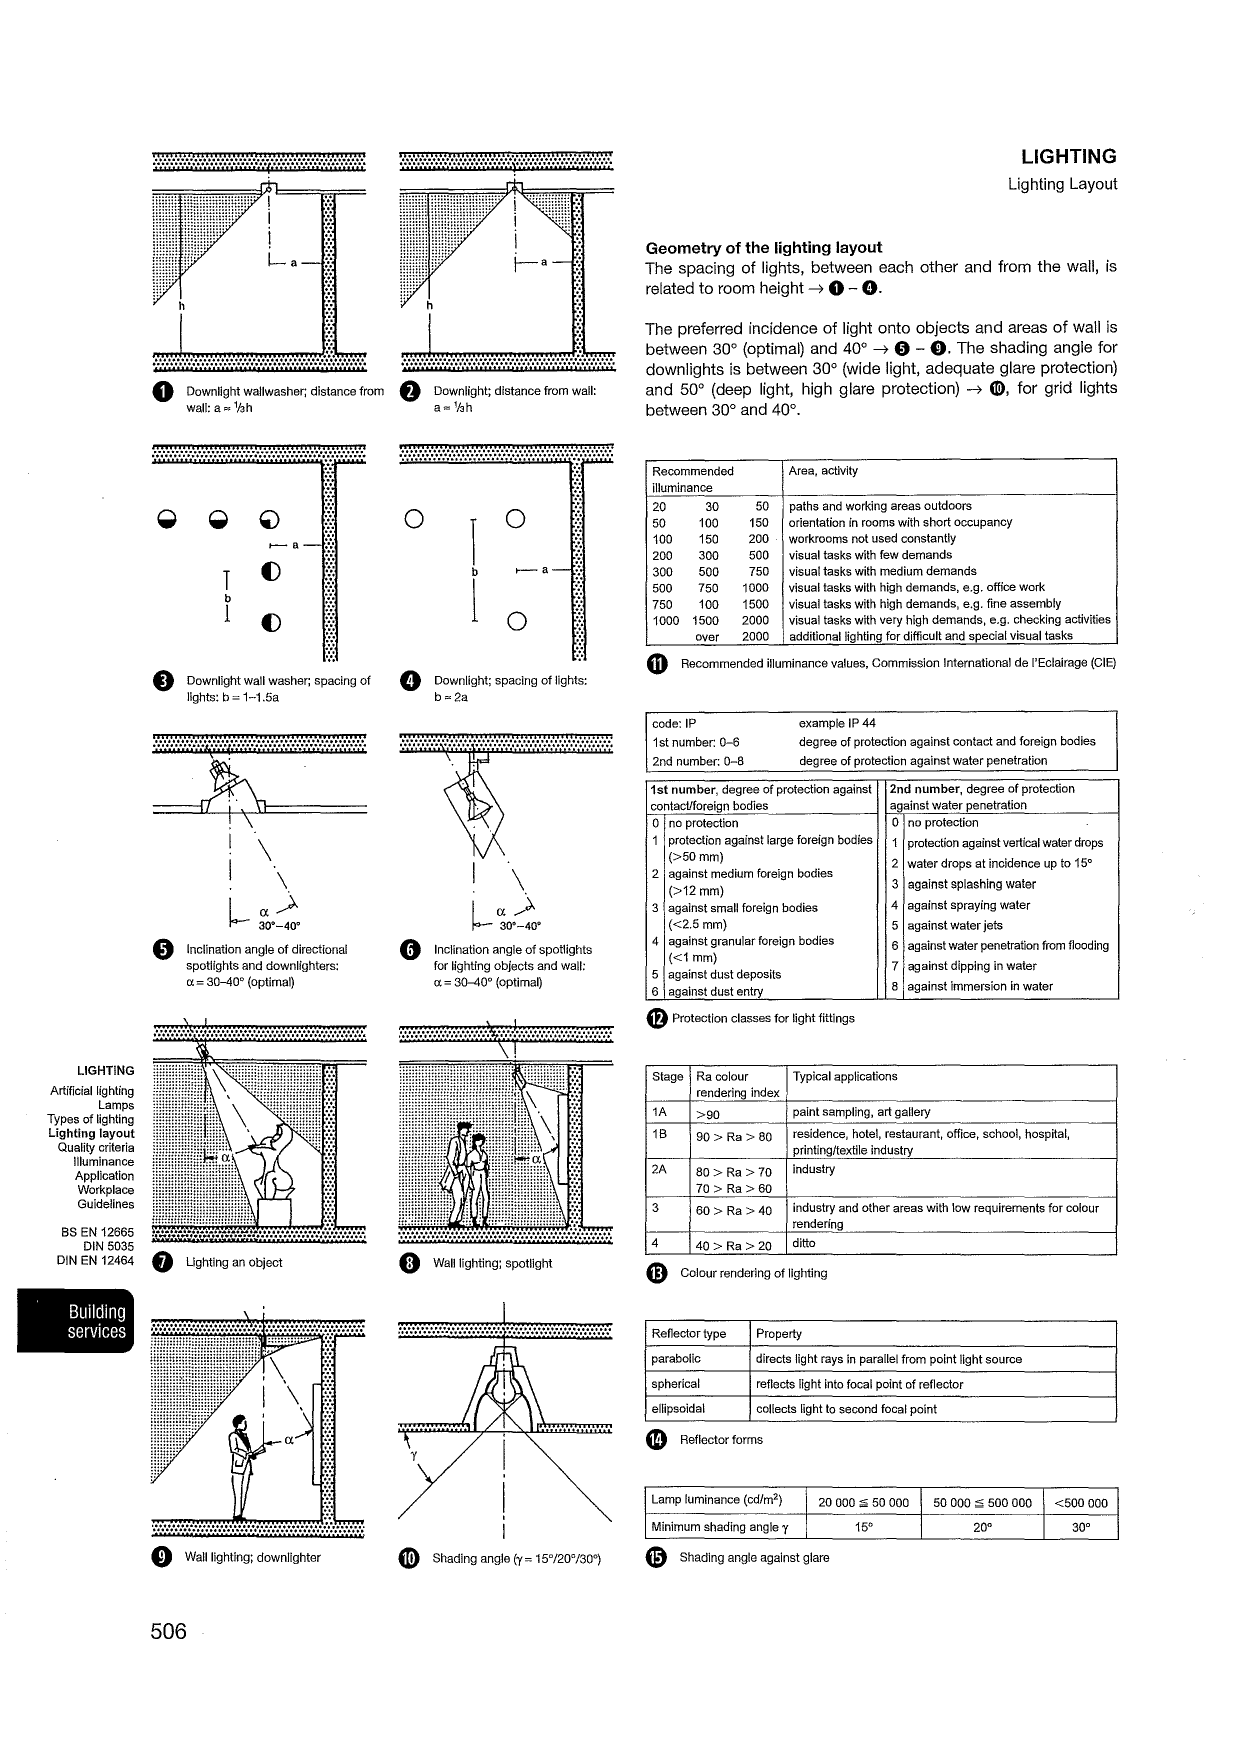 LIGHTING
Lighting Layout
Geometry of the lighting layout
The spacing of lights, between each other and from the wall, is
related to room height → 1 – 4.
The preferred incidence of light onto objects and areas of wall is
between 30° (optimal) and 40° → 5 – 9. The shading angle for
downlights is between 30° (wide light, adequate glare protection)
and 50° (deep light, high glare protection) → 10, for grid lights
between 30° and 40°.
a
h
a
h
1 Downlight wallwasher; distance from
wall: a ≈ ⅓h
2 Downlight; distance from wall:
a ≈ ⅓h
a
b
b
a
3 Downlight wall washer; spacing of
lights: b = 1–1.5a
4 Downlight; spacing of lights:
b ≈ 2a
α
30°–40°
α
30°–40°
5 Inclination angle of directional
spotlights and downlighters:
α = 30–40° (optimal)
6 Inclination angle of spotlights
for lighting objects and wall:
α = 30–40° (optimal)
α
α
7 Lighting an object
8 Wall lighting; spotlight
α
γ
9 Wall lighting; downlighter
10 Shading angle (γ = 15°/20°/30°)
Recommended illuminance Area, activity
20 30 50 paths and working areas outdoors
50 100 150 orientation in rooms with short occupancy
100 150 200 workrooms not used constantly
200 300 500 visual tasks with few demands
300 500 750 visual tasks with medium demands
500 750 1000 visual tasks with high demands, e.g. office work
750 100 1500 visual tasks with high demands, e.g. fine assembly
1000 1500 2000 visual tasks with very high demands, e.g. checking activities
over 2000 additional lighting for difficult and special visual tasks
11 Recommended illuminance values, Commission International de l'Eclairage (CIE)
code: IP example IP 44
1st number: 0–6 degree of protection against contact and foreign bodies
2nd number: 0–8 degree of protection against water penetration
1st number, degree of protection against
contact/foreign bodies
0 no protection
1 protection against large foreign bodies
(>50 mm)
2 against medium foreign bodies
(>12 mm)
3 against small foreign bodies
(<2.5 mm)
4 against granular foreign bodies
(<1 mm)
5 against dust deposits
6 against dust entry
2nd number, degree of protection
against water penetration
0 no protection
1 protection against vertical water drops
2 water drops at incidence up to 15°
3 against splashing water
4 against spraying water
5 against water jets
6 against water penetration from flooding
7 against dipping in water
8 against immersion in water
12 Protection classes for light fittings
Stage Ra colour rendering index Typical applications
1A >90 paint sampling, art gallery
1B 90 > Ra > 80 residence, hotel, restaurant, office, school, hospital,
printing/textile industry
2A 80 > Ra > 70 industry
70 > Ra > 60
3 60 > Ra > 40 industry and other areas with low requirements for colour
rendering
4 40 > Ra > 20 ditto
13 Colour rendering of lighting
Reflector type Property
parabolic directs light rays in parallel from point light source
spherical reflects light into focal point of reflector
ellipsoidal collects light to second focal point
14 Reflector forms
Lamp luminance (cd/m²) 20 000 ≦ 50 000 50 000 ≦ 500 000 <500 000
Minimum shading angle γ 15° 20° 30°
15 Shading angle against glare
LIGHTING
Artificial lighting
Lamps
Types of lighting
Lighting layout
Quality criteria
Illuminance
Application
Workplace
Guidelines
BS EN 12665
DIN 5035
DIN EN 12464
Building
services
506